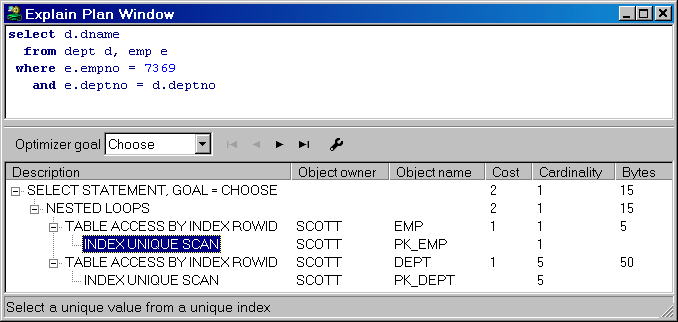 Explain Plan Window
select d.dname
from dept d, emp e
where e.empno = 7369
and e.deptno = d.deptno
Optimizer goal Choose
Description Object owner Object name Cost Cardinality Bytes
SELECT STATEMENT, GOAL = CHOOSE 2 1 15
NESTED LOOPS 2 1 15
TABLE ACCESS BY INDEX ROWID SCOTT EMP 1 1 5
INDEX UNIQUE SCAN SCOTT PK_EMP 1
TABLE ACCESS BY INDEX ROWID SCOTT DEPT 1 5 50
INDEX UNIQUE SCAN SCOTT PK_DEPT 5
Select a unique value from a unique index